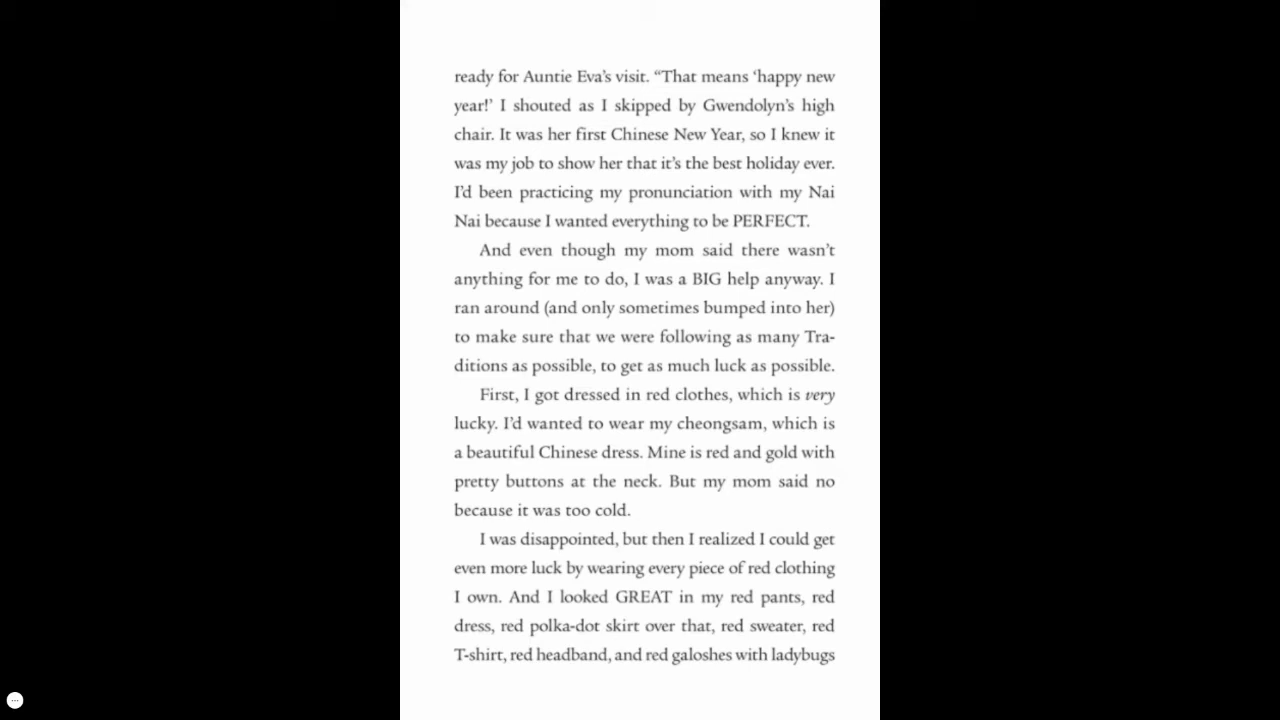 ready for Auntie Eva’s visit. “That means ‘happy new
year!’ I shouted as I skipped by Gwendolyn’s high
chair. It was her first Chinese New Year, so I knew it
was my job to show her that it’s the best holiday ever.
I’d been practicing my pronunciation with my Nai
Nai because I wanted everything to be PERFECT.
And even though my mom said there wasn’t
anything for me to do, I was a BIG help anyway. I
ran around (and only sometimes bumped into her)
to make sure that we were following as many Tra-
ditions as possible, to get as much luck as possible.
First, I got dressed in red clothes, which is very
lucky. I’d wanted to wear my cheongsam, which is
a beautiful Chinese dress. Mine is red and gold with
pretty buttons at the neck. But my mom said no
because it was too cold.
I was disappointed, but then I realized I could get
even more luck by wearing every piece of red clothing
I own. And I looked GREAT in my red pants, red
dress, red polka-dot skirt over that, red sweater, red
T-shirt, red headband, and red galoshes with ladybugs